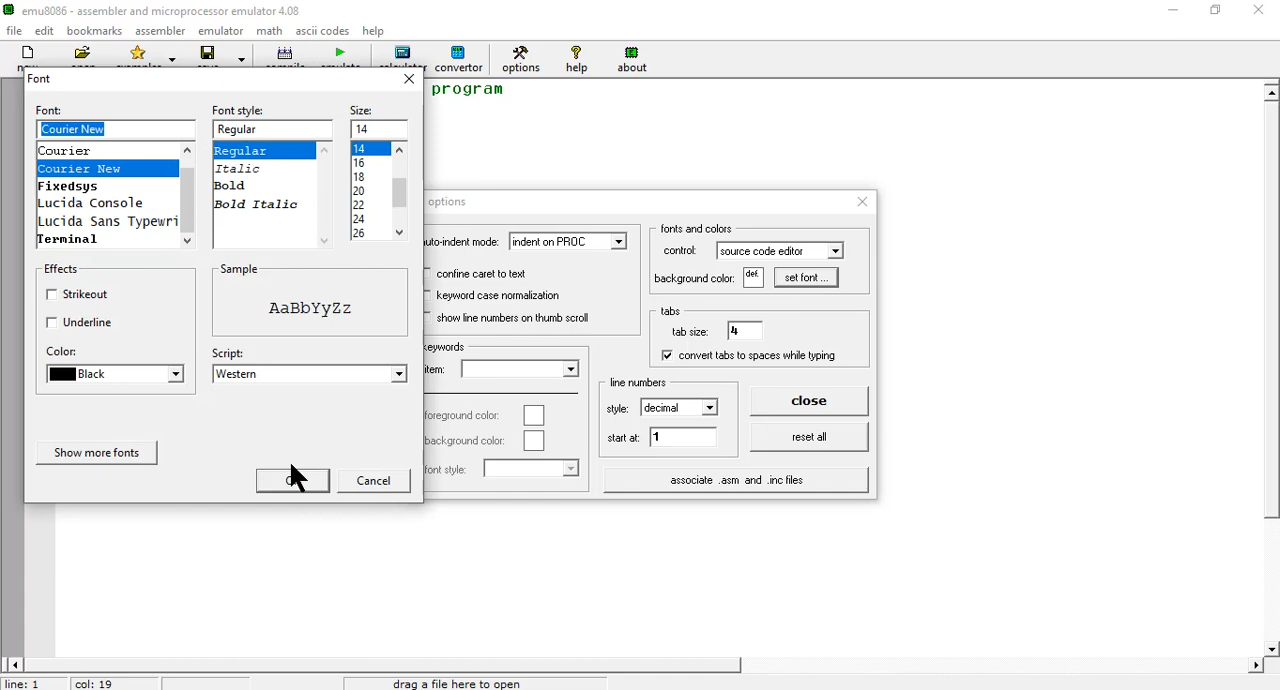 emu8086 - assembler and microprocessor emulator 4.08
file edit bookmarks assembler emulator math ascii codes help
convertor options help about
Font
program
Font: Font style: Size:
Courier New Regular 14
Courier Regular 14
Courier New Italic 16
Fixedsys Bold 18
Lucida Console Bold Italic 20
Lucida Sans Typewri 22
Terminal 24
26
Effects
Strikeout
Underline
Color:
Black
Sample
AaBbYyZz
Script:
Western
Show more fonts
Cancel
options
auto-indent mode: indent on PROC
confine caret to text
keyword case normalization
show line numbers on thumb scroll
fonts and colors
control: source code editor
background color: def. set font ...
tabs
tab size: 4
convert tabs to spaces while typing
keywords
item:
foreground color:
background color:
font style:
line numbers
style: decimal
start at: 1
close
reset all
associate .asm and .inc files
line: 1 col: 19 drag a file here to open